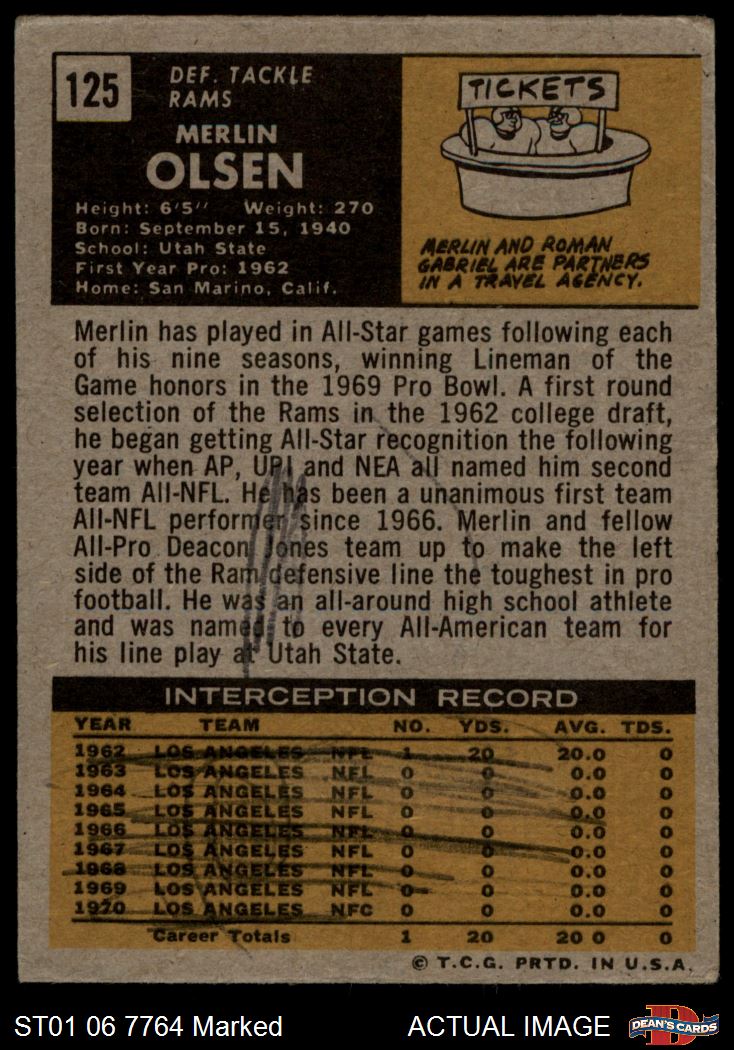 125
DEF. TACKLE
RAMS
MERLIN
OLSEN
Height: 6'5" Weight: 270
Born: September 15, 1940
School: Utah State
First Year Pro: 1962
Home: San Marino, Calif.
TICKETS
MERLIN AND ROMAN
GABRIEL ARE PARTNERS
IN A TRAVEL AGENCY.
Merlin has played in All-Star games following each
of his nine seasons, winning Lineman of the
Game honors in the 1969 Pro Bowl. A first round
selection of the Rams in the 1962 college draft,
he began getting All-Star recognition the following
year when AP, UPI and NEA all named him second
team All-NFL. He has been a unanimous first team
All-NFL performer since 1966. Merlin and fellow
All-Pro Deacon Jones team up to make the left
side of the Ram defensive line the toughest in pro
football. He was an all-around high school athlete
and was named to every All-American team for
his line play at Utah State.
INTERCEPTION RECORD
YEAR TEAM NO. YDS. AVG. TDS.
1962 LOS ANGELES NFL 1 20 20.0 0
1963 LOS ANGELES NFL 0 0 0.0 0
1964 LOS ANGELES NFL 0 0 0.0 0
1965 LOS ANGELES NFL 0 0 0.0 0
1966 LOS ANGELES NFL 0 0 0.0 0
1967 LOS ANGELES NFL 0 0 0.0 0
1968 LOS ANGELES NFL 0 0 0.0 0
1969 LOS ANGELES NFL 0 0 0.0 0
1970 LOS ANGELES NFC 0 0 0.0 0
Career Totals 1 20 20 0 0
© T.C.G. PRTD. IN U.S.A.
ST01 06 7764 Marked ACTUAL IMAGE D DEAN'S CARDS